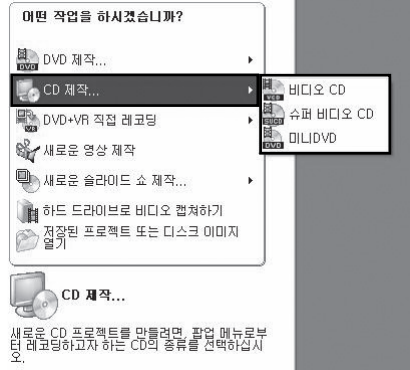 어떤 작업을 하시겠습니까?
DVD 제작...
CD 제작...
DVD+VR 직접 레코딩
새로운 영상 제작
새로운 슬라이드 쇼 제작...
하드 드라이브로 비디오 캡쳐하기
저장된 프로젝트 또는 디스크 이미지
열기
비디오 CD
슈퍼 비디오 CD
미니DVD
CD 제작...
새로운 CD 프로젝트를 만들려면, 팝업 메뉴로부
터 레코딩하고자 하는 CD의 종류를 선택하십시
오.